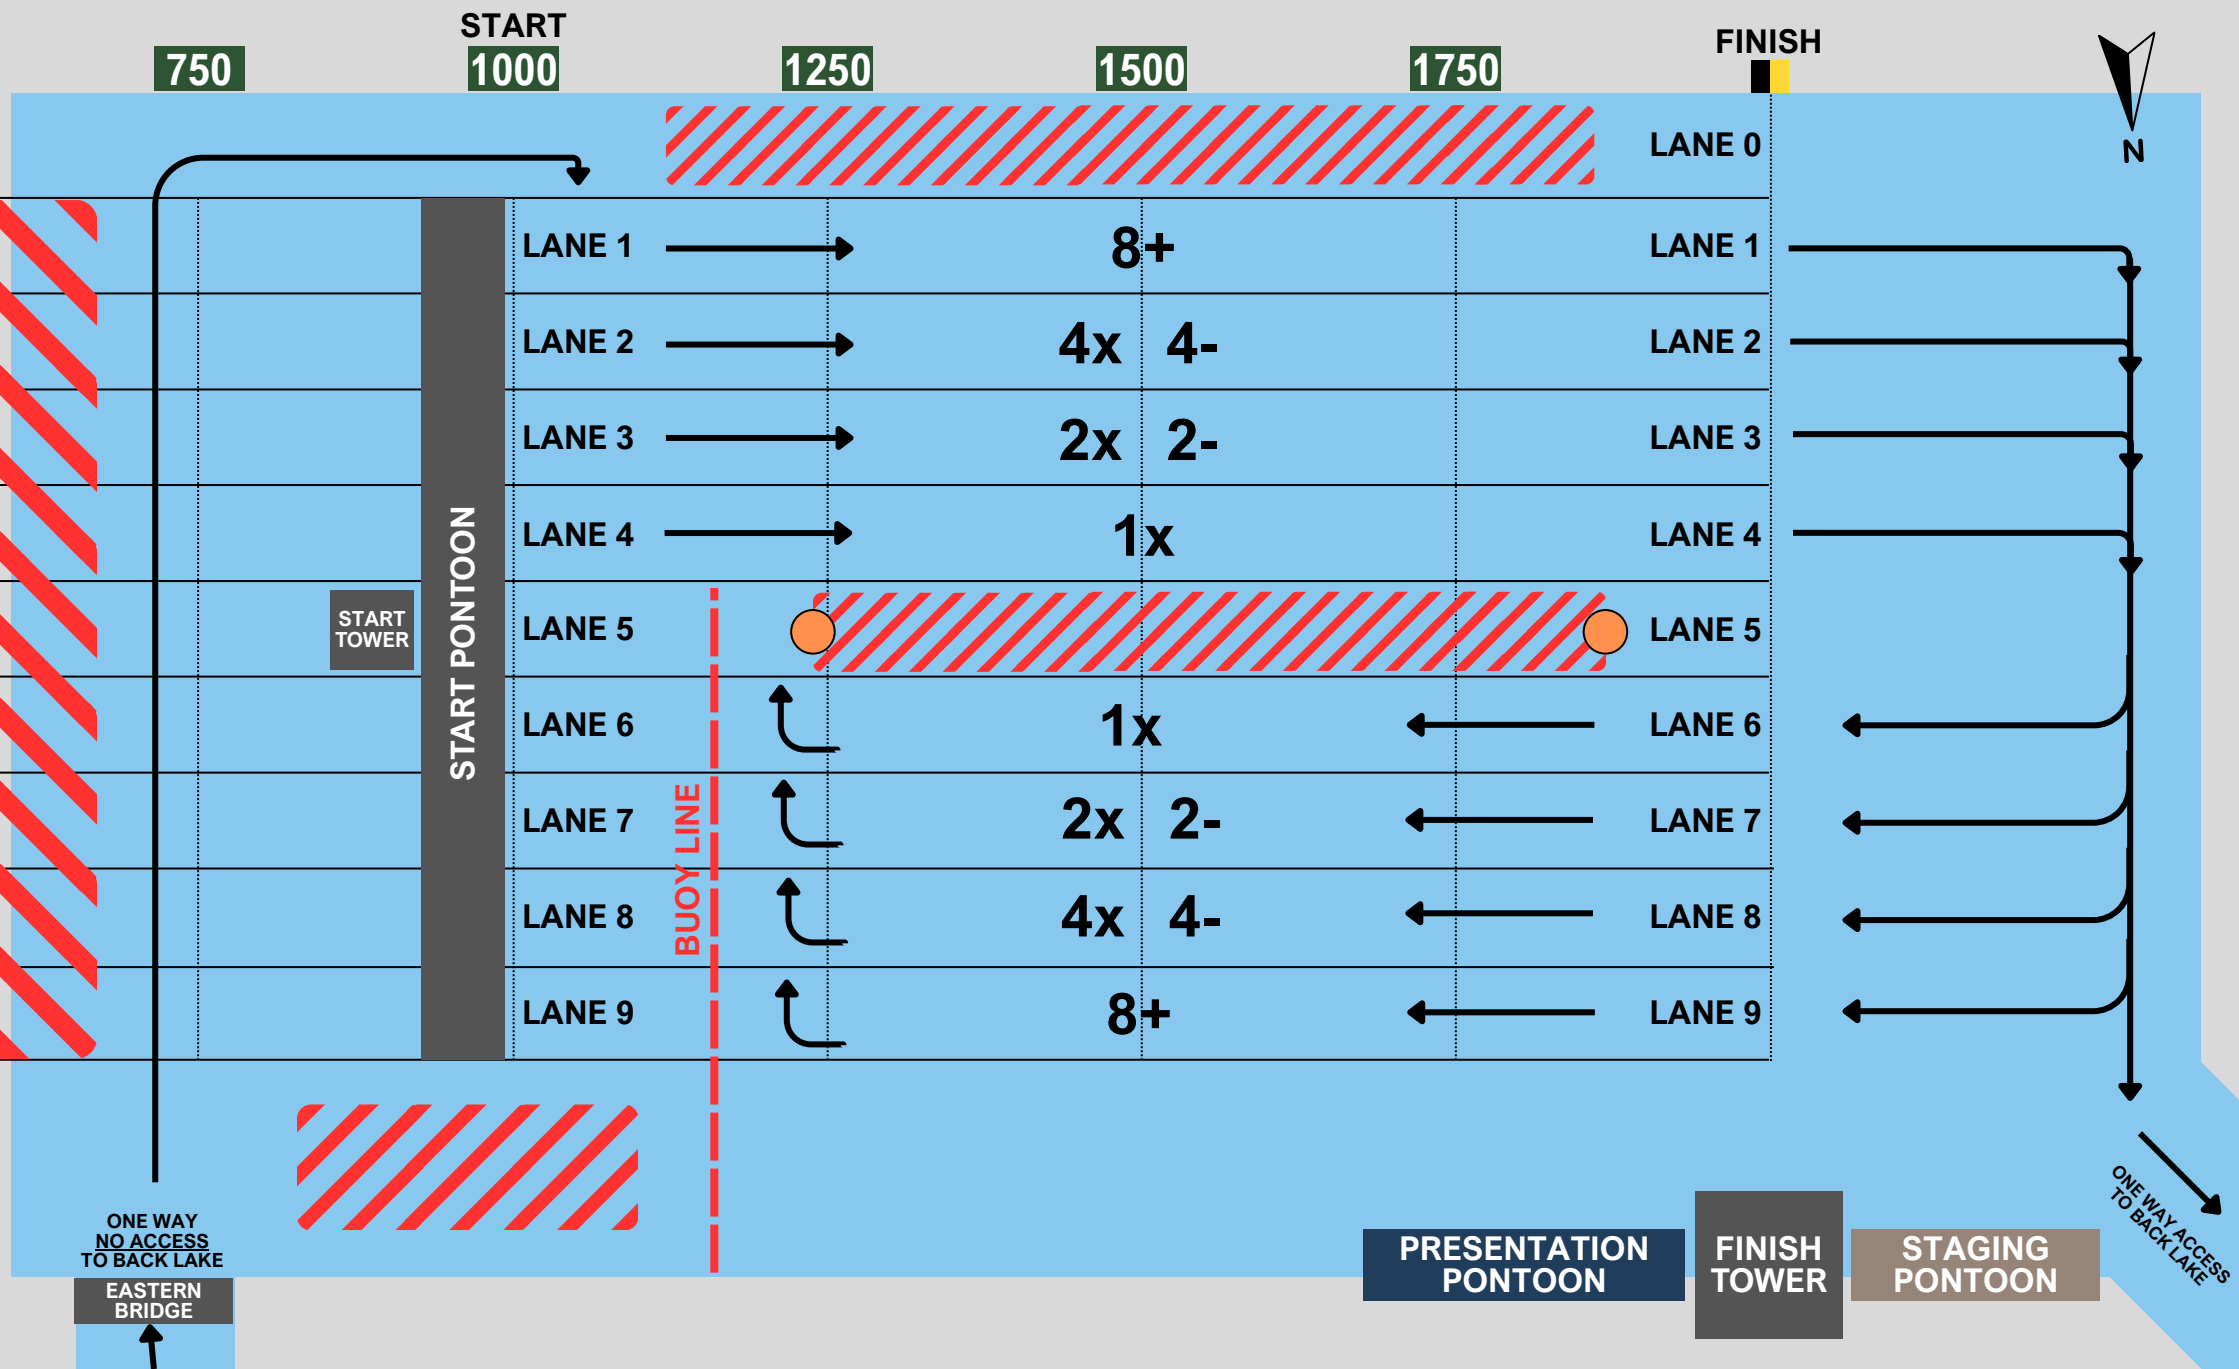 START
FINISH
750
1000
1250
1500
1750
N
LANE 0
LANE 1
8+
LANE 1
LANE 2
4x 4-
LANE 2
LANE 3
2x 2-
LANE 3
LANE 4
1x
LANE 4
START
TOWER
START PONTOON
LANE 5
LANE 5
LANE 6
1x
LANE 6
BUOY LINE
LANE 7
2x 2-
LANE 7
LANE 8
4x 4-
LANE 8
LANE 9
8+
LANE 9
ONE WAY
NO ACCESS
TO BACK LAKE
EASTERN
BRIDGE
PRESENTATION
PONTOON
FINISH
TOWER
STAGING
PONTOON
ONE WAY ACCESS
TO BACK LAKE